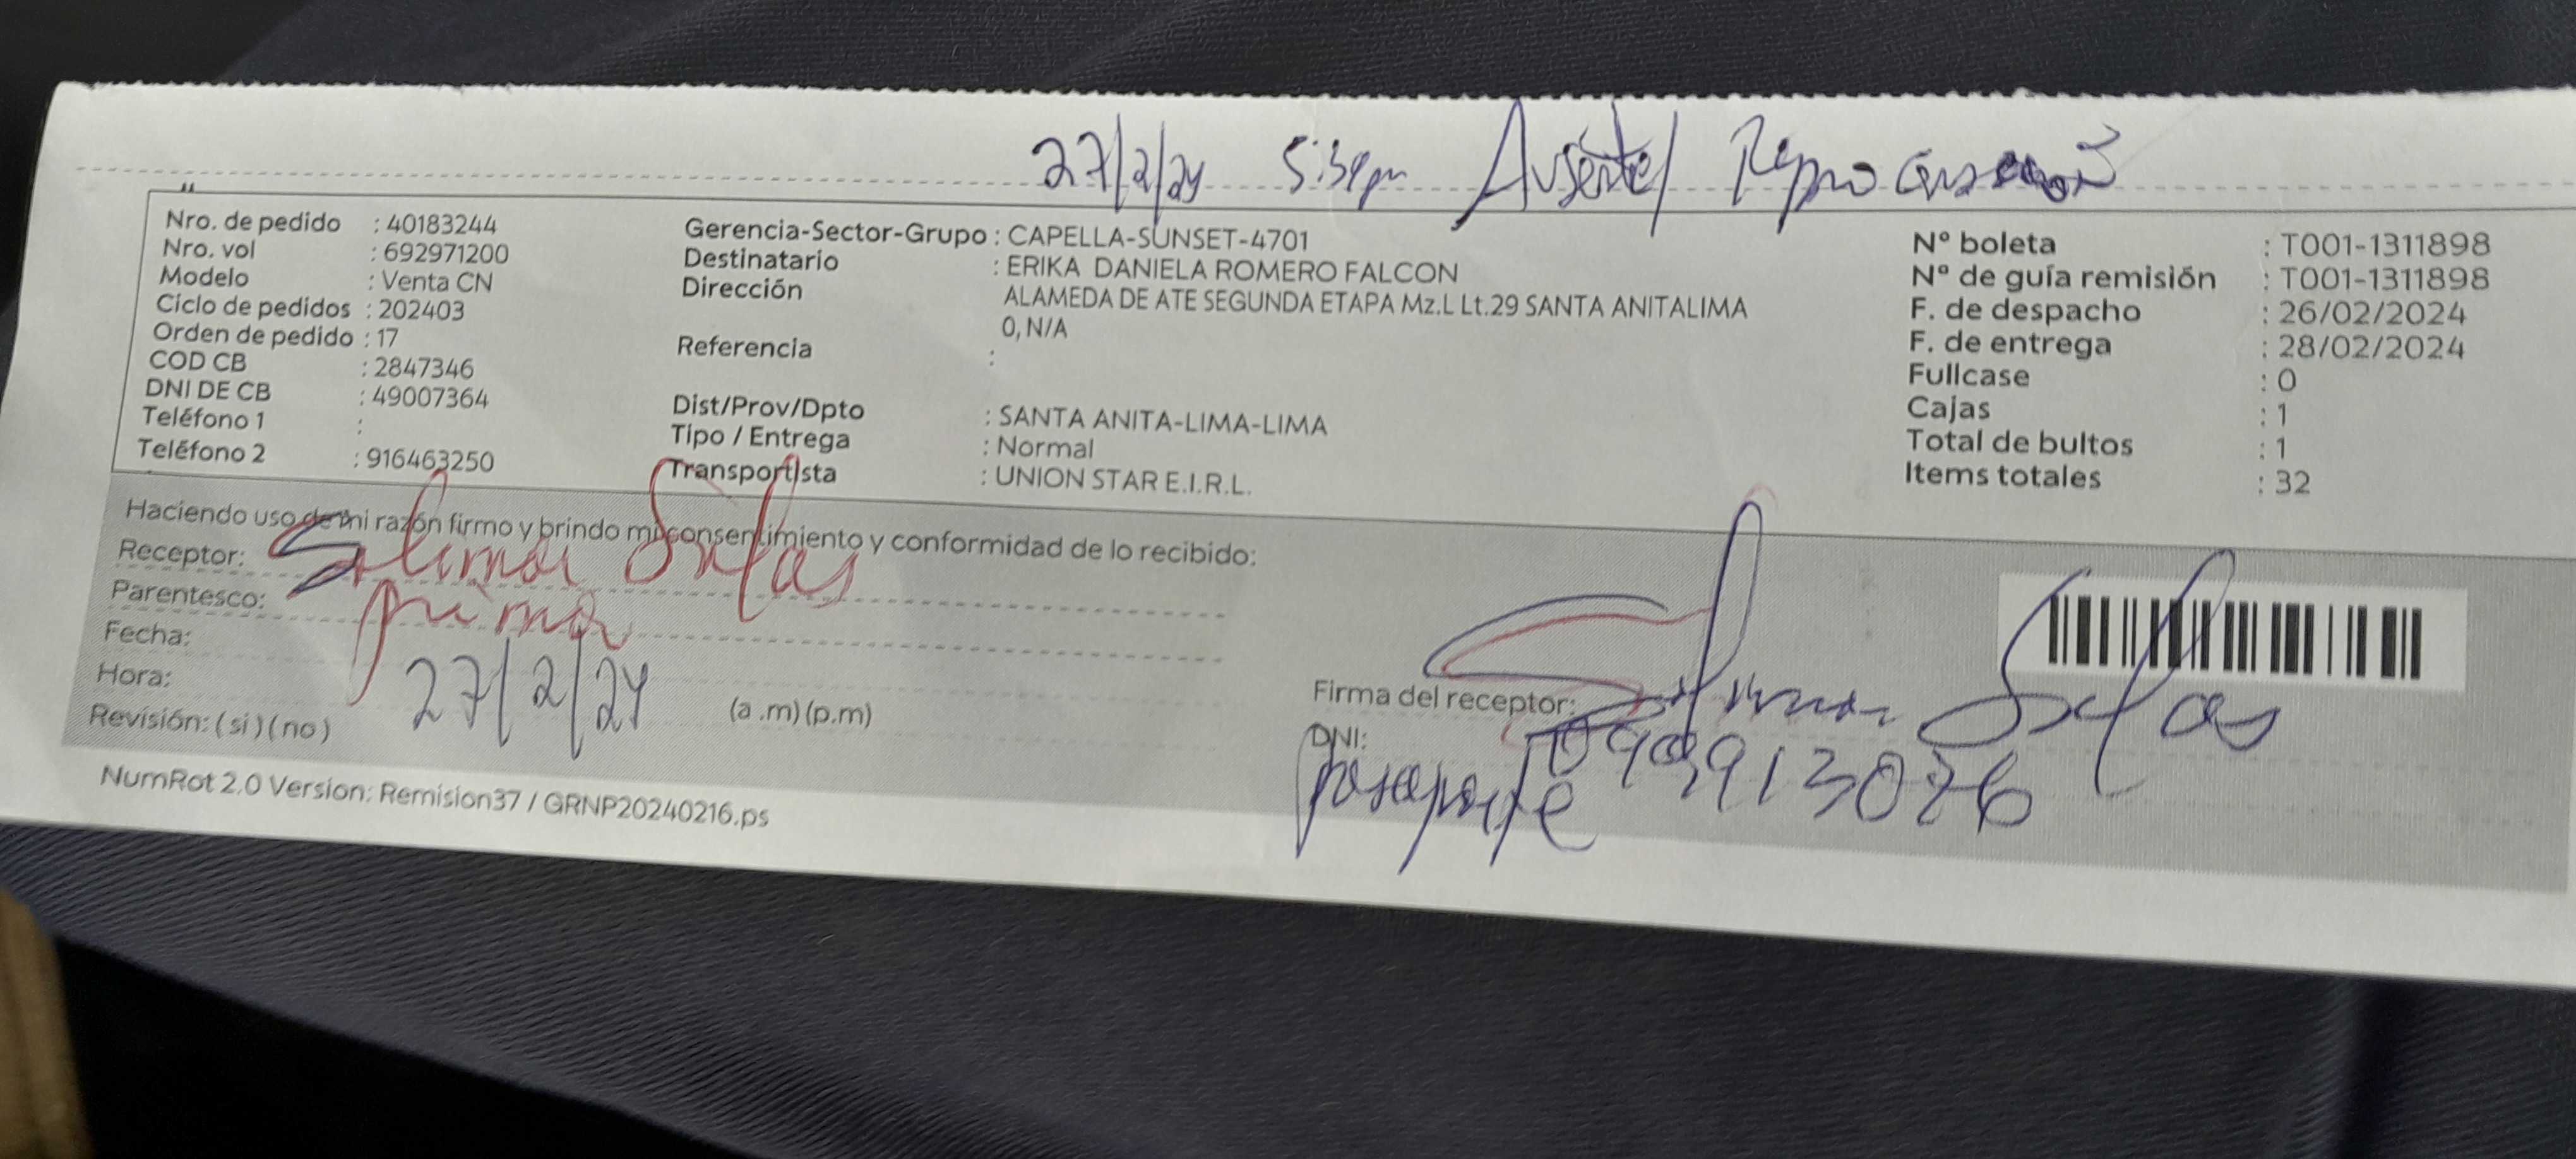 27/2/24 5:34pm Ausente/
Nro. de pedido : 40183244
Nro. vol : 692971200
Modelo : Venta CN
Ciclo de pedidos : 202403
Orden de pedido : 17
COD CB : 2847346
DNI DE CB : 49007364
Teléfono 1 :
Teléfono 2 : 916463250
Gerencia-Sector-Grupo : CAPELLA-SUNSET-4701
Destinatario : ERIKA DANIELA ROMERO FALCON
Dirección ALAMEDA DE ATE SEGUNDA ETAPA Mz.L Lt.29 SANTA ANITALIMA
0, N/A
Referencia :
Dist/Prov/Dpto : SANTA ANITA-LIMA-LIMA
Tipo / Entrega : Normal
Transportista : UNION STAR E.I.R.L.
N° boleta : T001-1311898
N° de guía remisión : T001-1311898
F. de despacho : 26/02/2024
F. de entrega : 28/02/2024
Fullcase : 0
Cajas : 1
Total de bultos : 1
Items totales : 32
Haciendo uso de mi razón firmo y brindo mi consentimiento y conformidad de lo recibido:
Receptor:
Parentesco: prima
Fecha: 27/2/24
Hora: (a .m) (p.m)
Revisión: ( si ) ( no )
Firma del receptor:
DNI:
pasaporte
NumRot 2.0 Version: Remision37 / GRNP20240216.ps